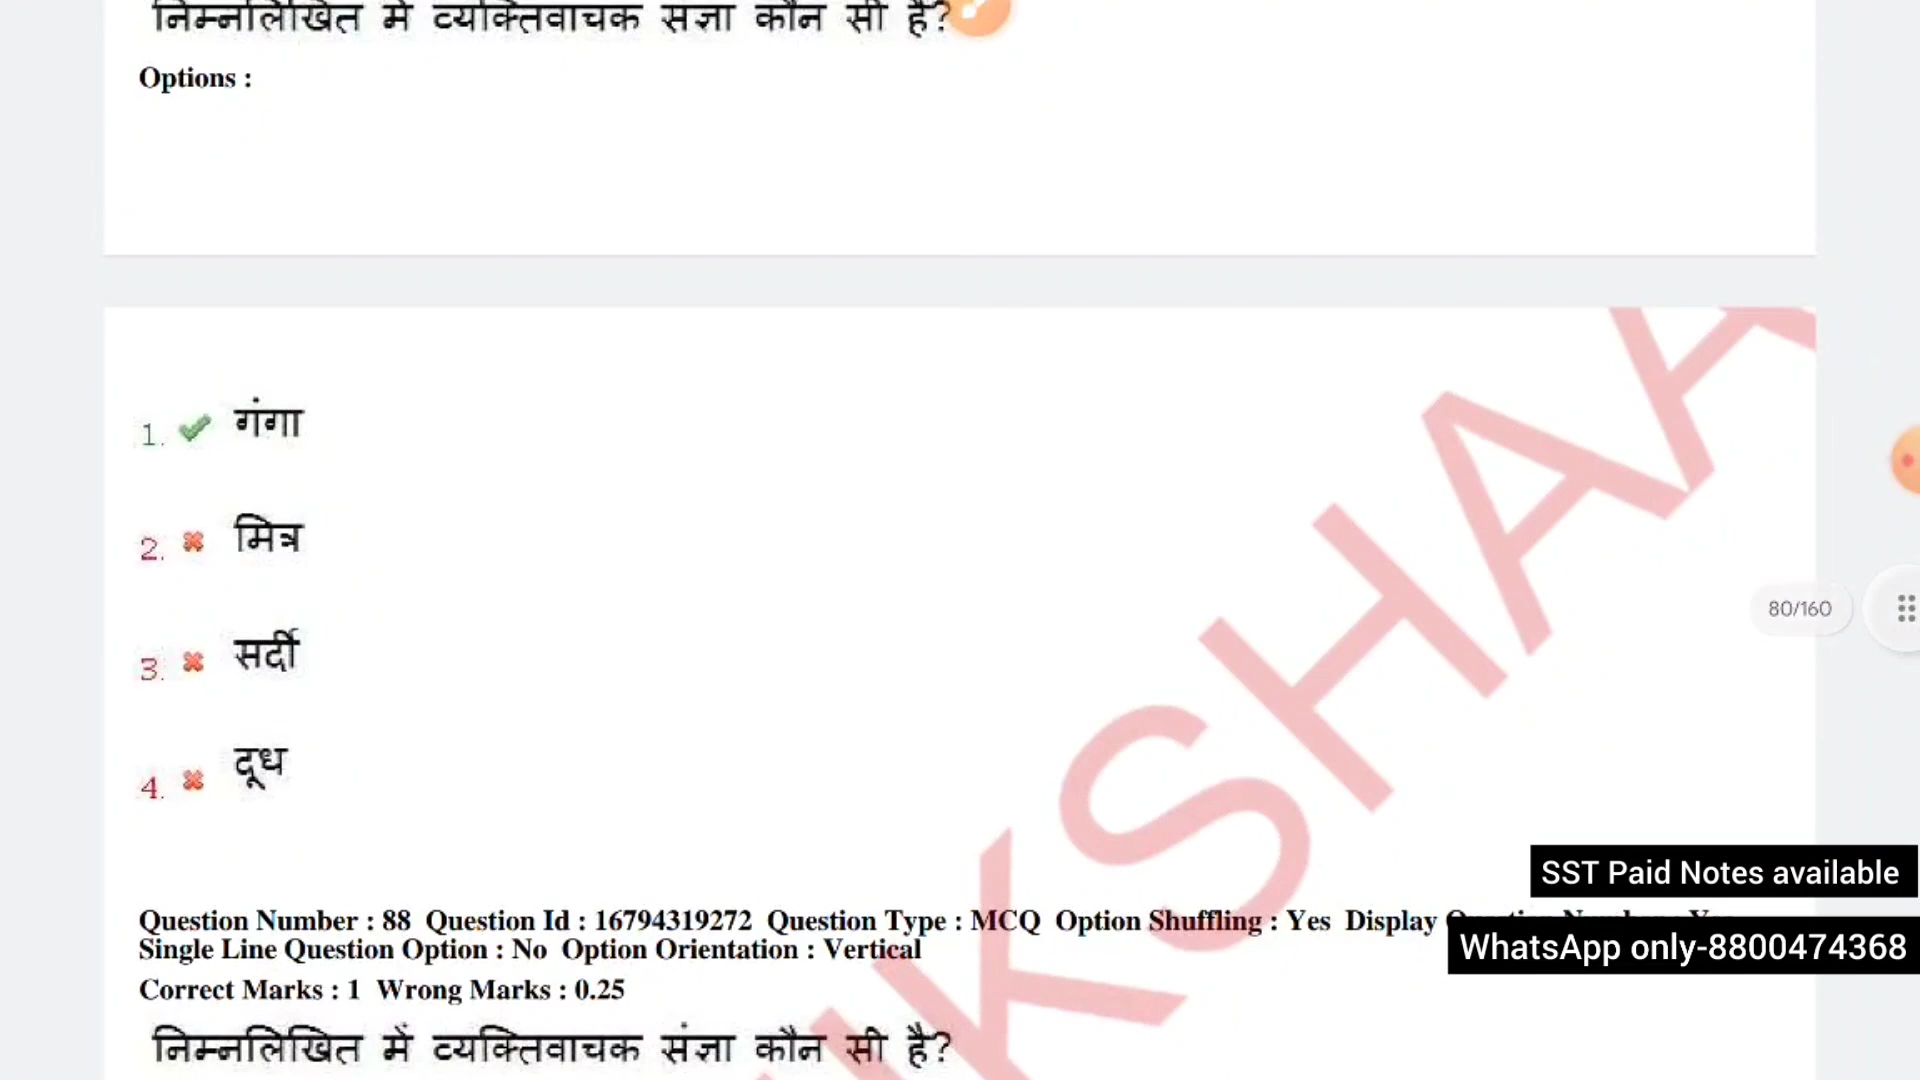 निम्नलिखित में व्यक्तिवाचक संज्ञा कौन सी है?
Options :
1. गंगा
2. मित्र
3. सर्दी
4. दूध
80/160
SST Paid Notes available
Question Number : 88 Question Id : 16794319272 Question Type : MCQ Option Shuffling : Yes Display
Single Line Question Option : No Option Orientation : Vertical
WhatsApp only-8800474368
Correct Marks : 1 Wrong Marks : 0.25
निम्नलिखित में व्यक्तिवाचक संज्ञा कौन सी है?
KSHAA